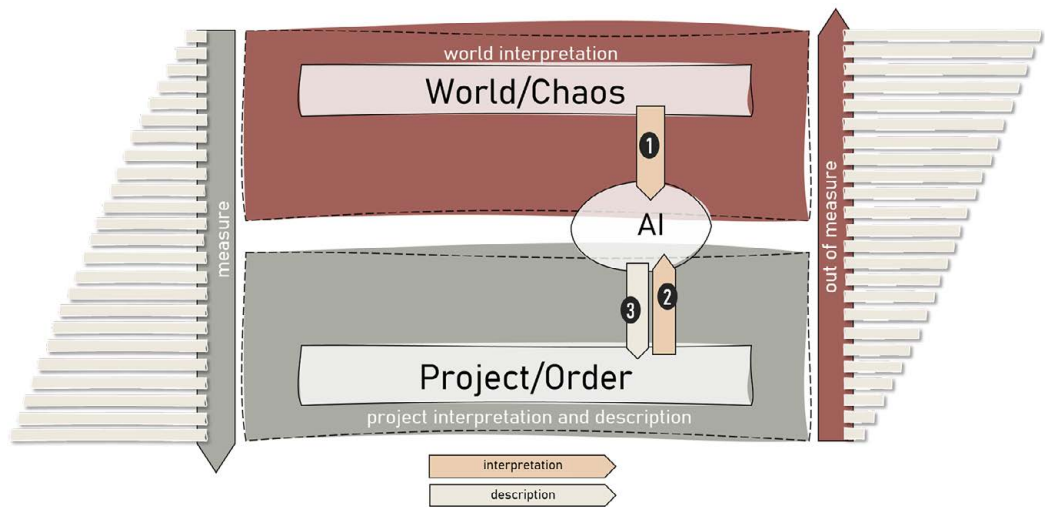 world interpretation
World/Chaos
1
AI
measure
out of measure
3
2
Project/Order
project interpretation and description
interpretation
description